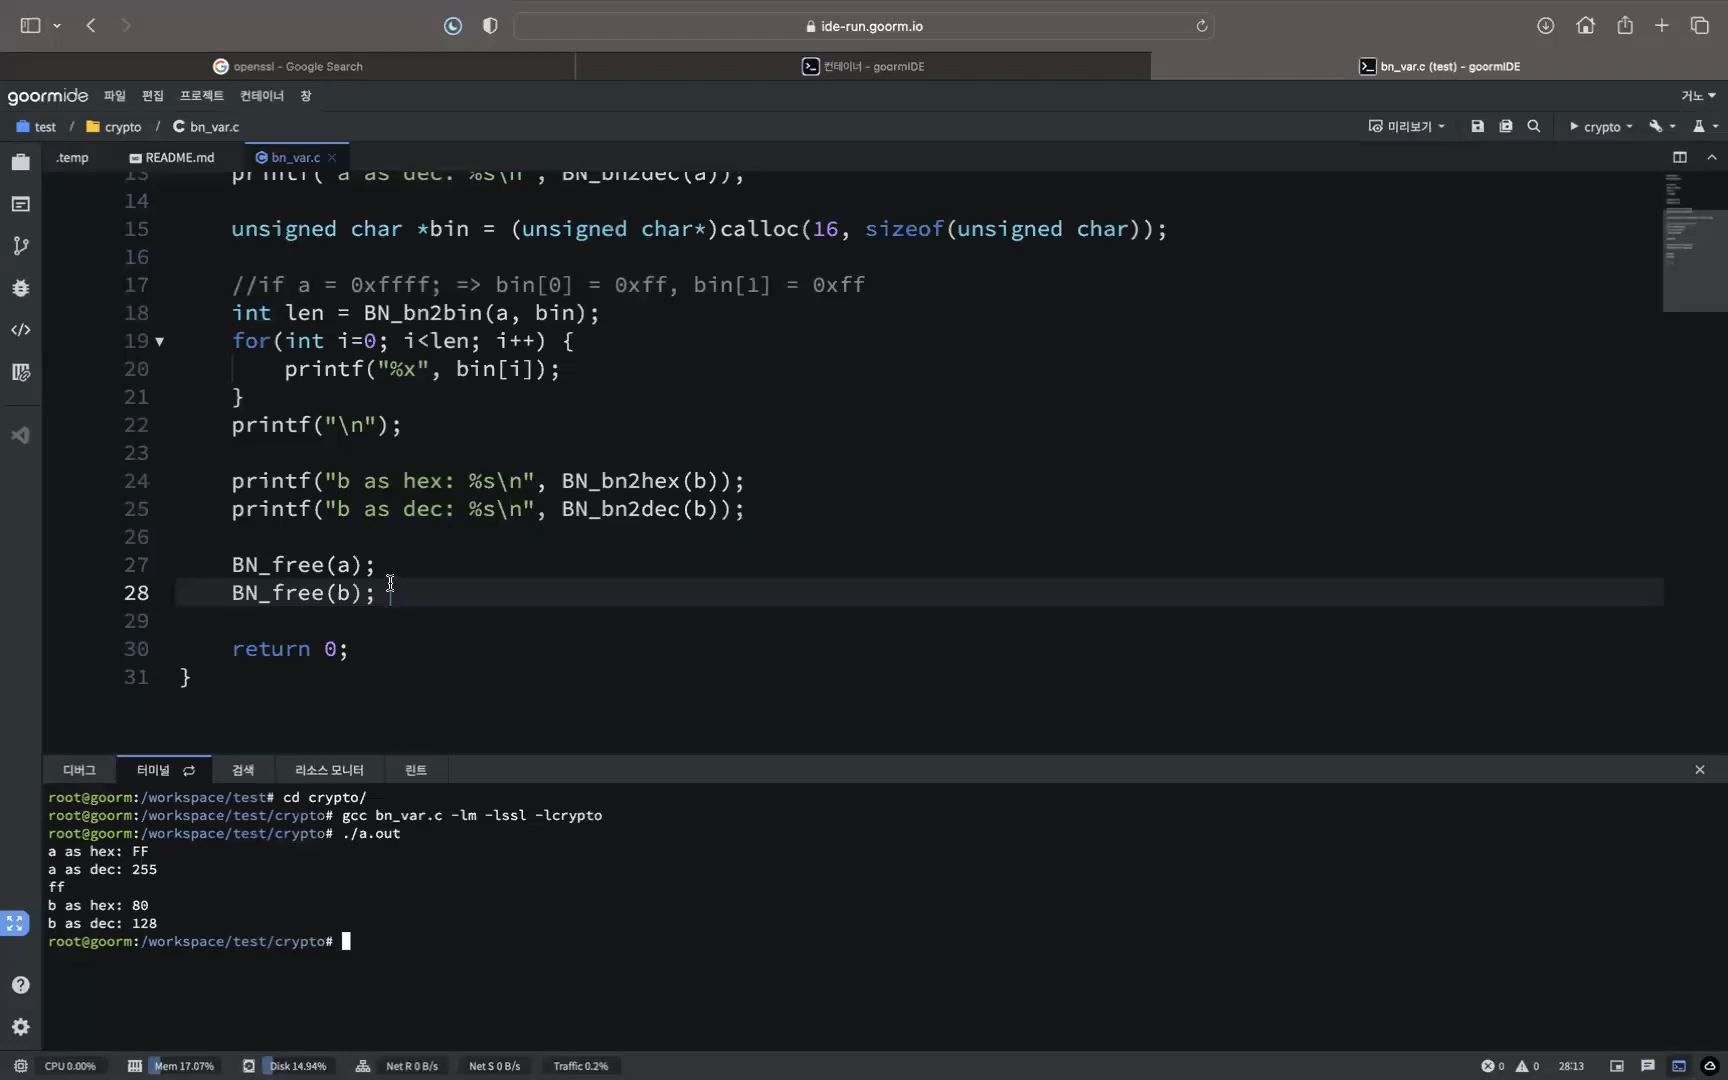 ide-run.goorm.io
openssl - Google Search
컨테이너 - goormIDE
bn_var.c (test) - goormIDE
goormide 파일 편집 프로젝트 컨테이너 창 거노
test / crypto / bn_var.c 미리보기 crypto
.temp README.md bn_var.c
13 printf("a as dec: %s\n", BN_bn2dec(a));
14
15 unsigned char *bin = (unsigned char*)calloc(16, sizeof(unsigned char));
16
17 //if a = 0xffff; => bin[0] = 0xff, bin[1] = 0xff
18 int len = BN_bn2bin(a, bin);
19 for(int i=0; i<len; i++) {
20 printf("%x", bin[i]);
21 }
22 printf("\n");
23
24 printf("b as hex: %s\n", BN_bn2hex(b));
25 printf("b as dec: %s\n", BN_bn2dec(b));
26
27 BN_free(a);
28 BN_free(b);
29
30 return 0;
31 }
디버그 터미널 검색 리소스 모니터 린트
root@goorm:/workspace/test# cd crypto/
root@goorm:/workspace/test/crypto# gcc bn_var.c -lm -lssl -lcrypto
root@goorm:/workspace/test/crypto# ./a.out
a as hex: FF
a as dec: 255
ff
b as hex: 80
b as dec: 128
root@goorm:/workspace/test/crypto#
CPU 0.00% Mem 17.07% Disk 14.94% Net R 0 B/s Net S 0 B/s Traffic 0.2% 0 0 28:13